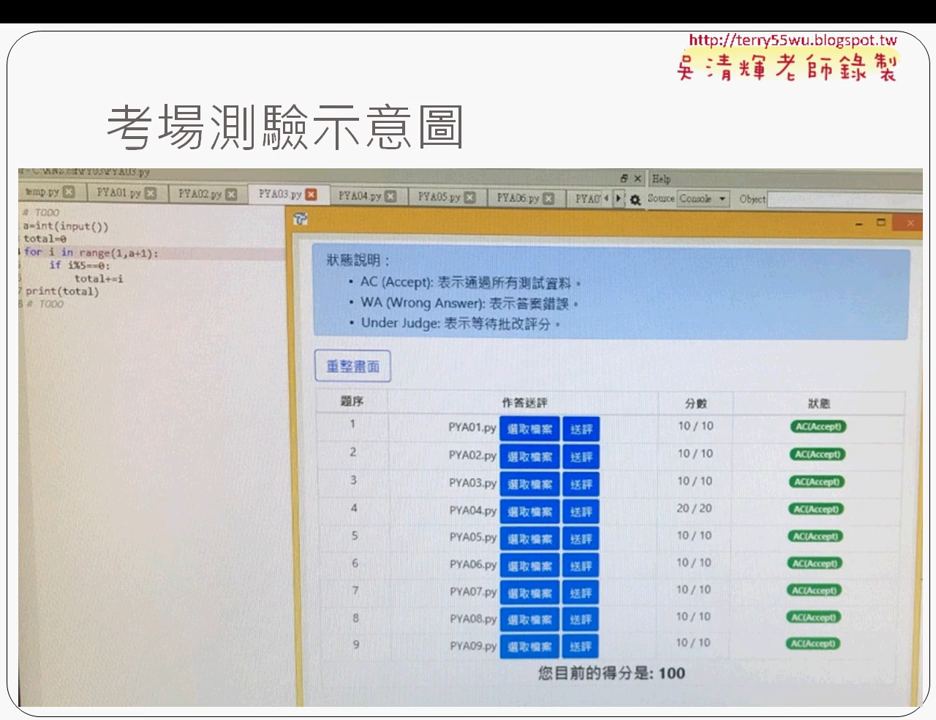 http://terry55wu.blogspot.tw
吳清輝老師錄製
考場測驗示意圖
temp.py PYA01.py PYA02.py PYA03.py PYA04.py PYA05.py PYA06.py
Help
Source Console Object
# TODO
a=int(input())
total=0
for i in range(1,a+1):
if i%5==0:
total+=i
print(total)
# TODO
狀態說明：
• AC (Accept): 表示通過所有測試資料。
• WA (Wrong Answer): 表示答案錯誤。
• Under Judge: 表示等待批改評分。
重整畫面
題序 作答送評 分數 狀態
1 PYA01.py 選取檔案 送評 10 / 10 AC(Accept)
2 PYA02.py 選取檔案 送評 10 / 10 AC(Accept)
3 PYA03.py 選取檔案 送評 10 / 10 AC(Accept)
4 PYA04.py 選取檔案 送評 20 / 20 AC(Accept)
5 PYA05.py 選取檔案 送評 10 / 10 AC(Accept)
6 PYA06.py 選取檔案 送評 10 / 10 AC(Accept)
7 PYA07.py 選取檔案 送評 10 / 10 AC(Accept)
8 PYA08.py 選取檔案 送評 10 / 10 AC(Accept)
9 PYA09.py 選取檔案 送評 10 / 10 AC(Accept)
您目前的得分是: 100